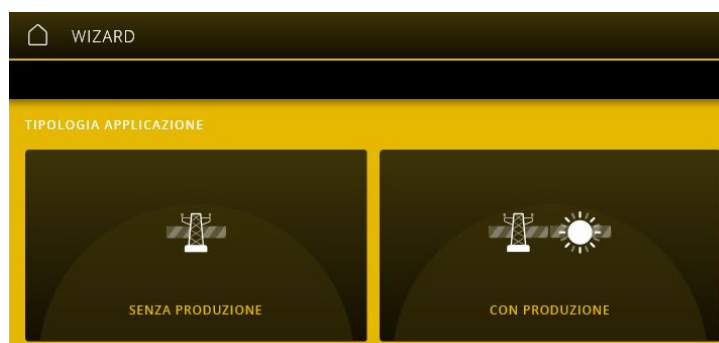 WIZARD
TIPOLOGIA APPLICAZIONE
SENZA PRODUZIONE
CON PRODUZIONE